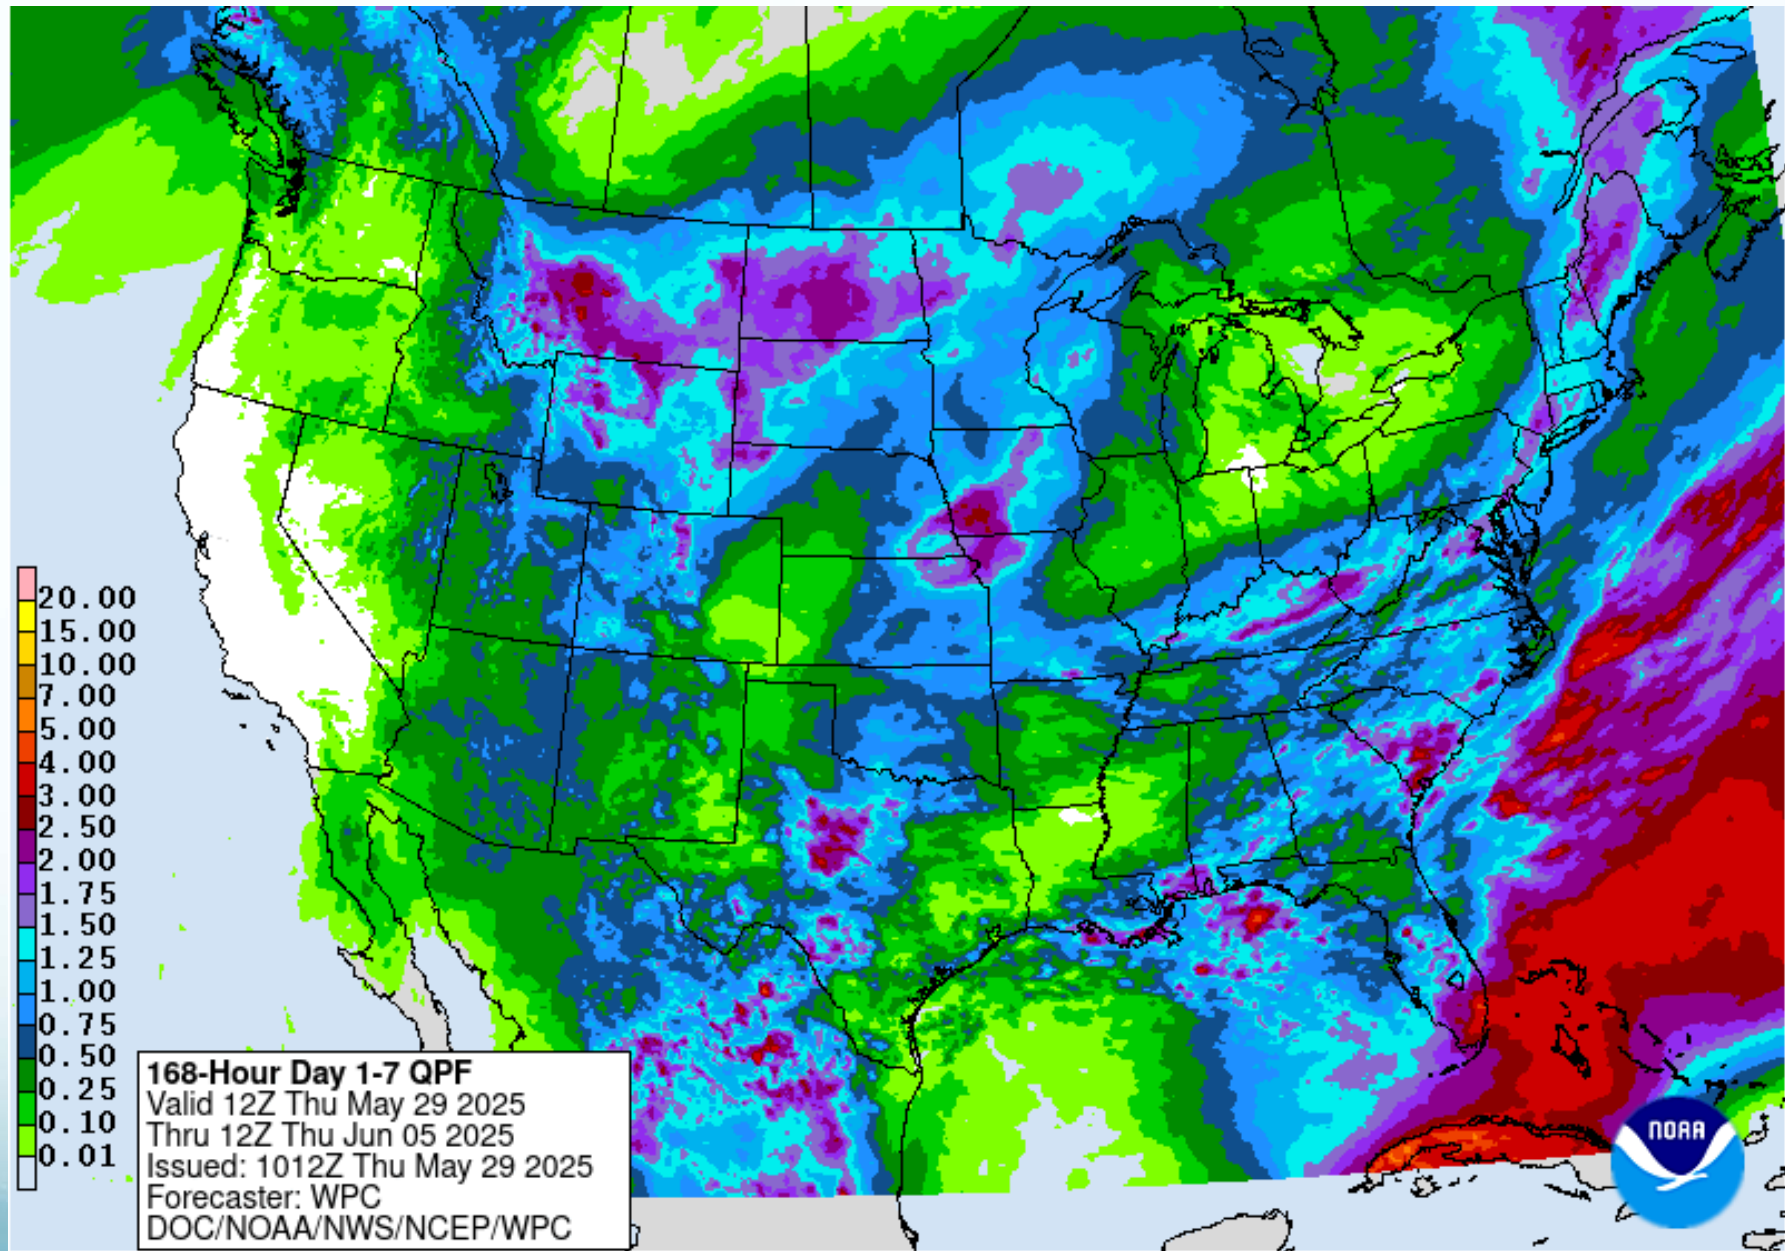 20.00
15.00
10.00
7.00
5.00
4.00
3.00
2.50
2.00
1.75
1.50
1.25
1.00
0.75
0.50
0.25
0.10
0.01
168-Hour Day 1-7 QPF
Valid 12Z Thu May 29 2025
Thru 12Z Thu Jun 05 2025
Issued: 1012Z Thu May 29 2025
Forecaster: WPC
DOC/NOAA/NWS/NCEP/WPC
NOAA